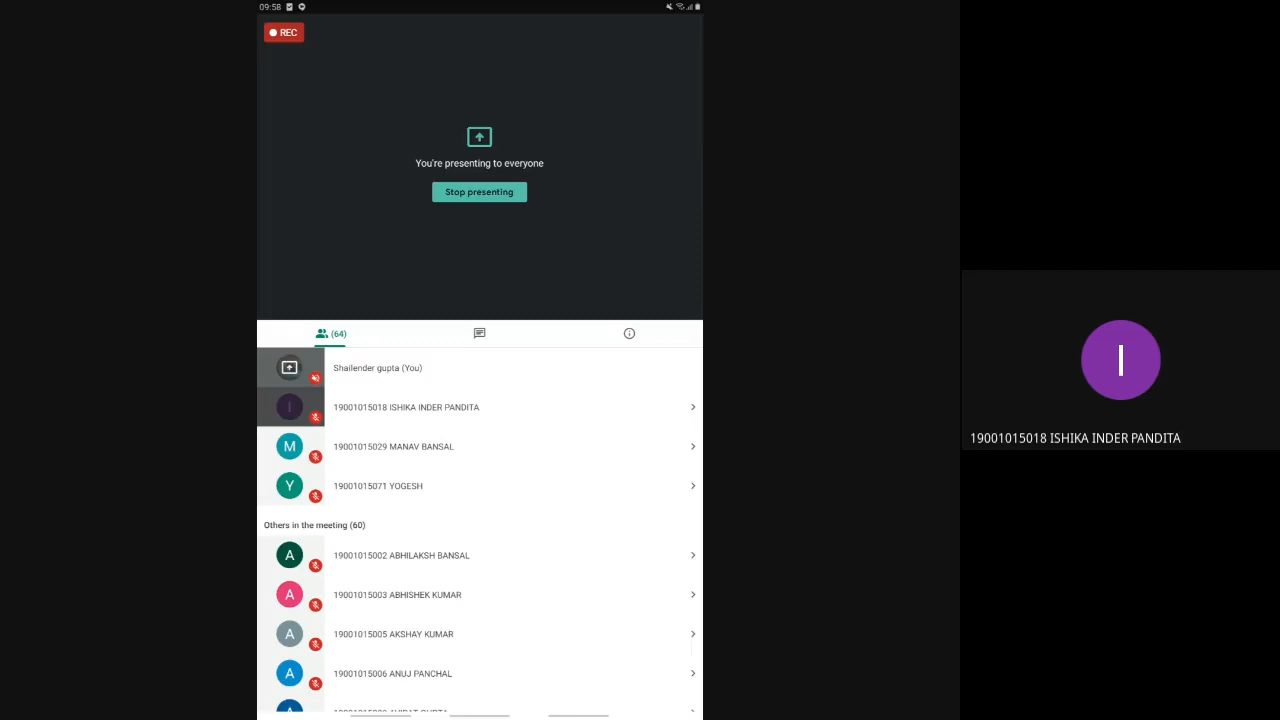 09:58
REC
You're presenting to everyone
Stop presenting
(64)
Shailender gupta (You)
I
19001015018 ISHIKA INDER PANDITA
M
19001015029 MANAV BANSAL
Y
19001015071 YOGESH
Others in the meeting (60)
A
19001015002 ABHILAKSH BANSAL
A
19001015003 ABHISHEK KUMAR
A
19001015005 AKSHAY KUMAR
A
19001015006 ANUJ PANCHAL
I
19001015018 ISHIKA INDER PANDITA